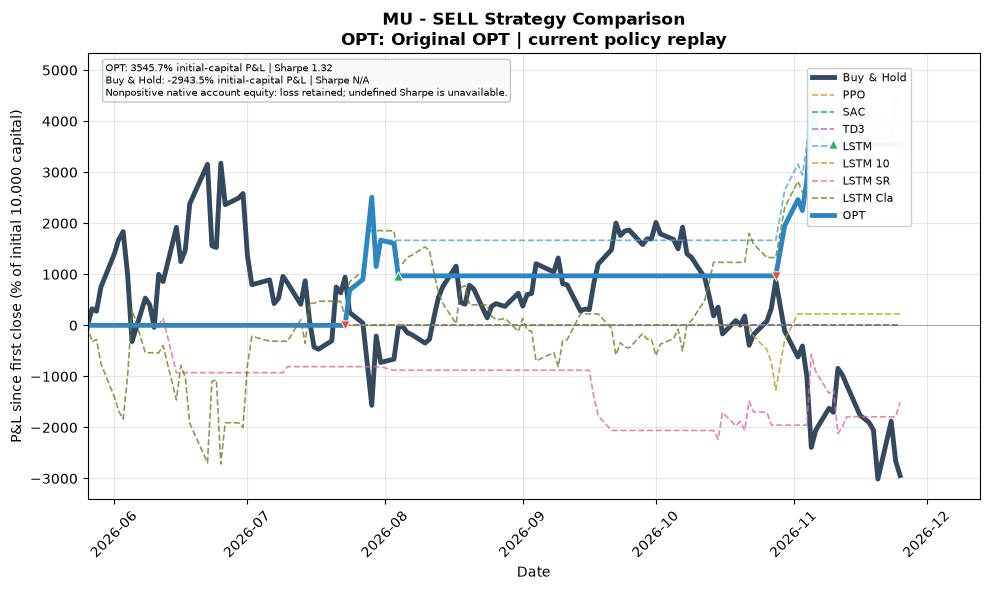 MU - SELL Strategy Comparison
OPT: Original OPT | current policy replay
OPT: 3545.7% initial-capital P&L | Sharpe 1.32
Buy & Hold: -2943.5% initial-capital P&L | Sharpe N/A
Nonpositive native account equity: loss retained; undefined Sharpe is unavailable.
Buy & Hold
PPO
SAC
TD3
LSTM
LSTM 10
LSTM SR
LSTM Cla
OPT
P&L since first close (% of initial 10,000 capital)
5000
4000
3000
2000
1000
0
−1000
−2000
−3000
2026-06
2026-07
2026-08
2026-09
2026-10
2026-11
2026-12
Date